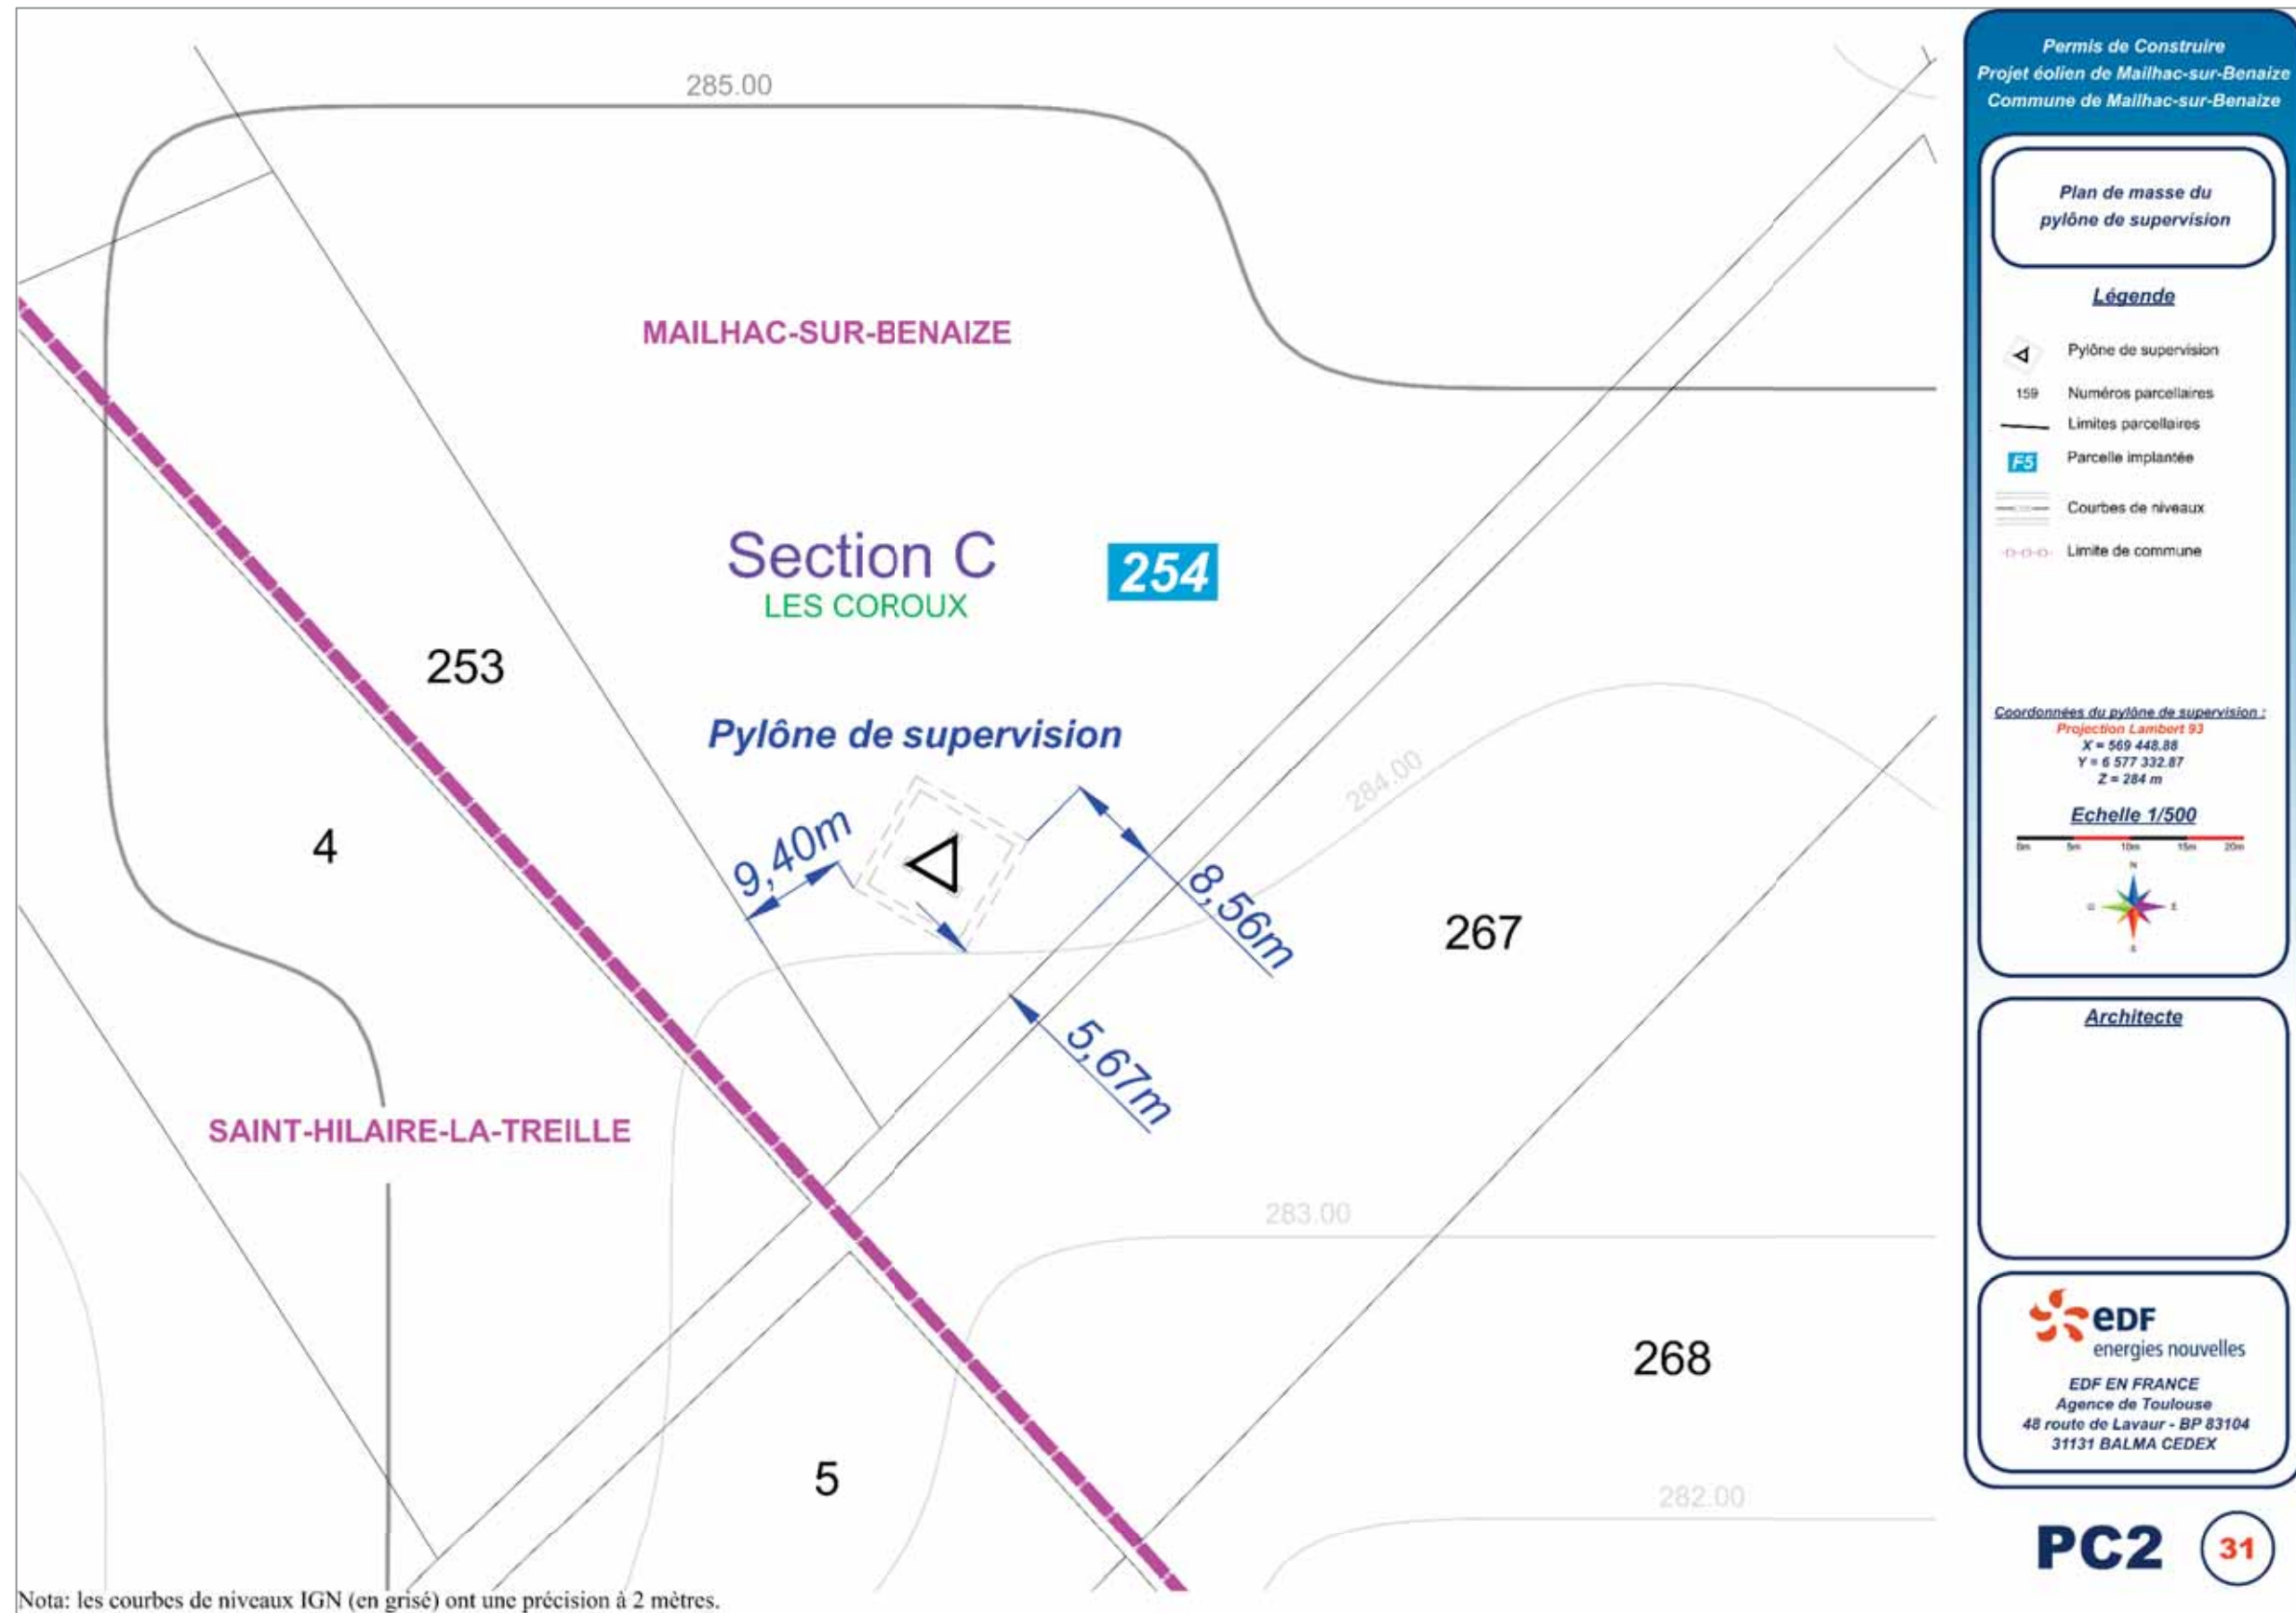 285.00
MAILHAC-SUR-BENAIZE
Section C
LES COROUX
254
253
Pylône de supervision
284.00
9,40m
4
8,56m
267
5,67m
SAINT-HILAIRE-LA-TREILLE
283.00
268
5
282.00
Nota: les courbes de niveaux IGN (en grisé) ont une précision à 2 mètres.
Permis de Construire
Projet éolien de Mailhac-sur-Benaize
Commune de Mailhac-sur-Benaize
Plan de masse du
pylône de supervision
Légende
Pylône de supervision
159 Numéros parcellaires
Limites parcellaires
F5 Parcelle implantée
Courbes de niveaux
Limite de commune
Coordonnées du pylône de supervision :
Projection Lambert 93
X = 569 448.88
Y = 6 577 332.87
Z = 284 m
Echelle 1/500
0m 5m 10m 15m 20m
N
E
S
Architecte
eDF
energies nouvelles
EDF EN FRANCE
Agence de Toulouse
48 route de Lavaur - BP 83104
31131 BALMA CEDEX
PC2 31